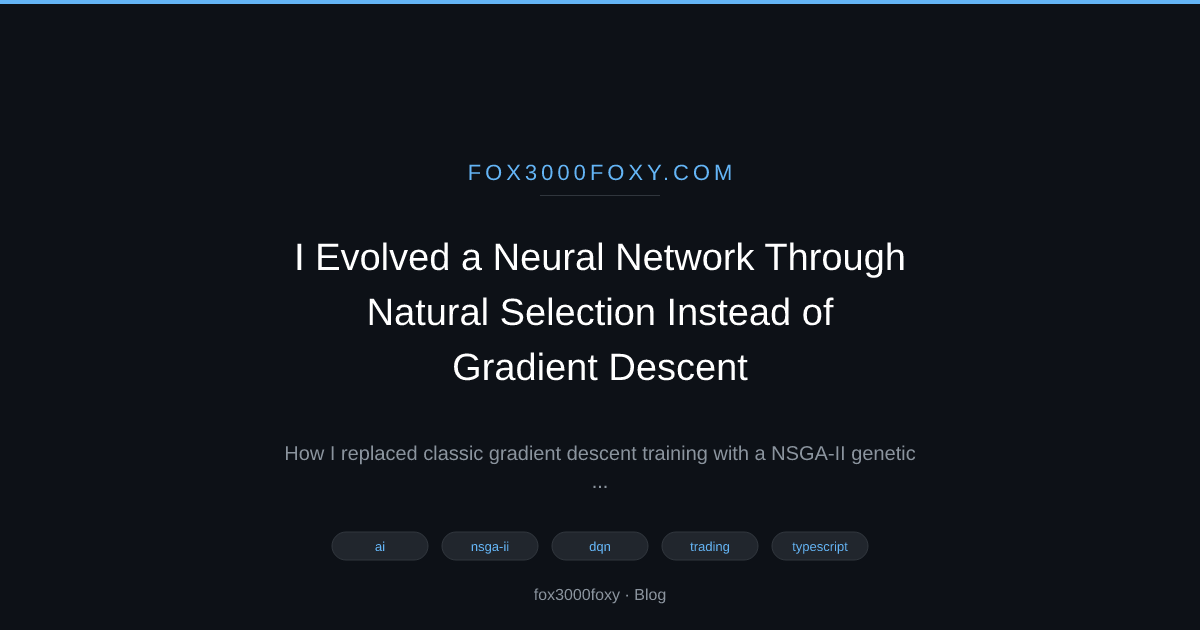 FOX3000FOXY.COM
I Evolved a Neural Network Through
Natural Selection Instead of
Gradient Descent
How I replaced classic gradient descent training with a NSGA-II genetic
...
ai nsga-ii dqn trading typescript
fox3000foxy · Blog